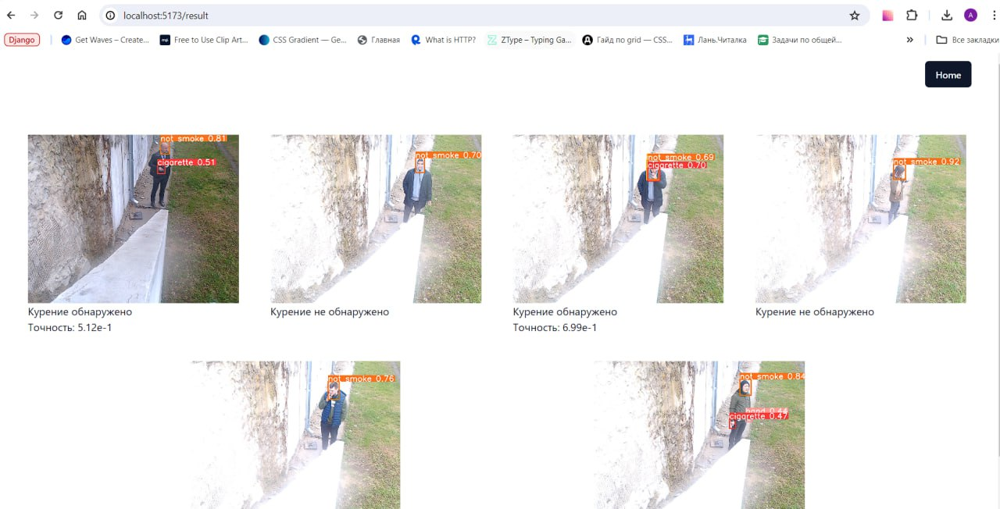 localhost:5173/result
Django
Get Waves – Create...
Free to Use Clip Art...
CSS Gradient — Ge...
Главная
What is HTTP?
ZType – Typing Ga...
Гайд по grid — CSS...
Лань.Читалка
Задачи по общей...
»
Все закладки
A
Home
not_smoke 0.81
cigarette 0.51
not_smoke 0.70
not_smoke 0.69
cigarette 0.70
not_smoke 0.92
Курение обнаружено
Точность: 5.12e-1
Курение не обнаружено
Курение обнаружено
Точность: 6.99e-1
Курение не обнаружено
not_smoke 0.76
not_smoke 0.84
hand 0.44
cigarette 0.47